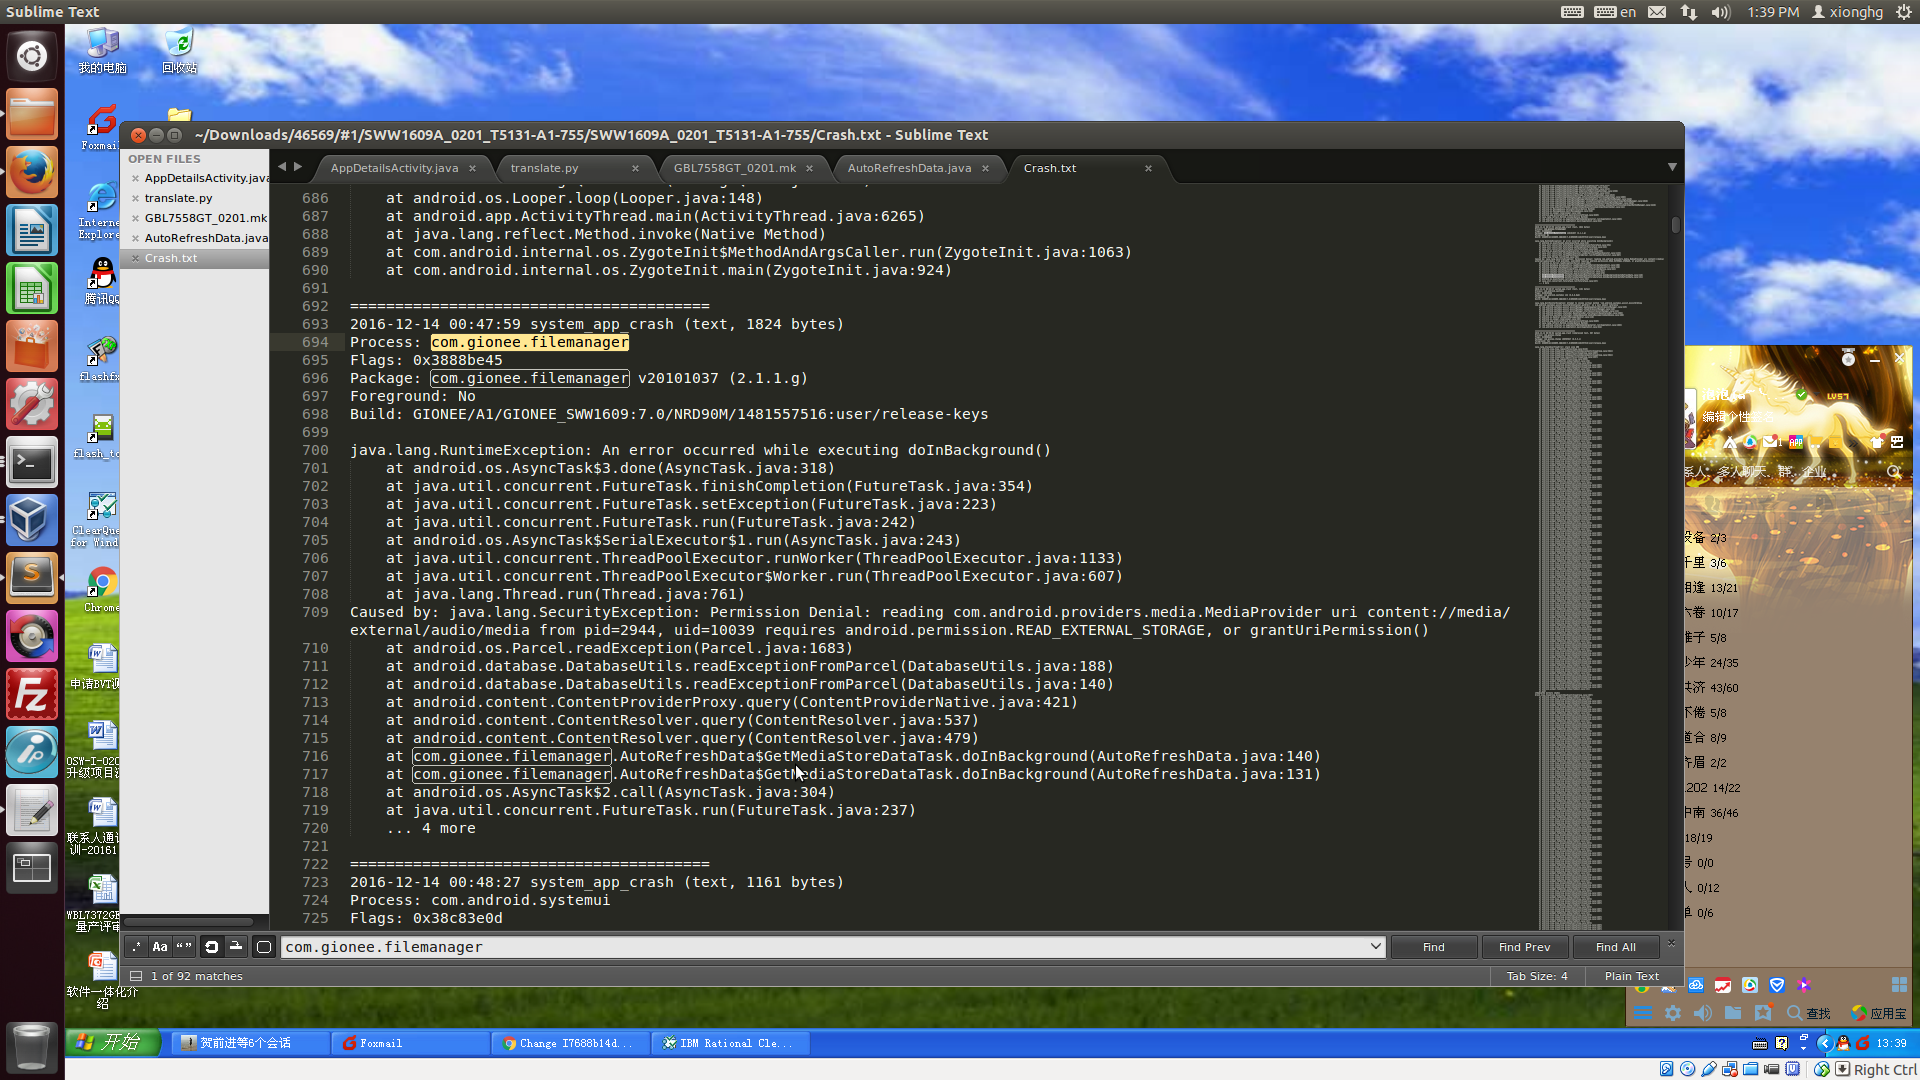 Sublime Text
en
1:39 PM
xionghg
我的电脑
回收站
Foxmai
Interne
Explore
腾讯QQ
flashfx
flash_to
ClearQue
for Wind
Chrome
申请BVT
升级项目
联系人通
训-20161
量产评审
软件一体化介
绍
~/Downloads/46569/#1/SWW1609A_0201_T5131-A1-755/SWW1609A_0201_T5131-A1-755/Crash.txt - Sublime Text
OPEN FILES
AppDetailsActivity.java
translate.py
GBL7558GT_0201.mk
AutoRefreshData.java
Crash.txt
AppDetailsActivity.java
translate.py
GBL7558GT_0201.mk
AutoRefreshData.java
Crash.txt
686 at android.os.Looper.loop(Looper.java:148)
687 at android.app.ActivityThread.main(ActivityThread.java:6265)
688 at java.lang.reflect.Method.invoke(Native Method)
689 at com.android.internal.os.ZygoteInit$MethodAndArgsCaller.run(ZygoteInit.java:1063)
690 at com.android.internal.os.ZygoteInit.main(ZygoteInit.java:924)
691
692 ========================================
693 2016-12-14 00:47:59 system_app_crash (text, 1824 bytes)
694 Process: com.gionee.filemanager
695 Flags: 0x3888be45
696 Package: com.gionee.filemanager v20101037 (2.1.1.g)
697 Foreground: No
698 Build: GIONEE/A1/GIONEE_SWW1609:7.0/NRD90M/1481557516:user/release-keys
699
700 java.lang.RuntimeException: An error occurred while executing doInBackground()
701 at android.os.AsyncTask$3.done(AsyncTask.java:318)
702 at java.util.concurrent.FutureTask.finishCompletion(FutureTask.java:354)
703 at java.util.concurrent.FutureTask.setException(FutureTask.java:223)
704 at java.util.concurrent.FutureTask.run(FutureTask.java:242)
705 at android.os.AsyncTask$SerialExecutor$1.run(AsyncTask.java:243)
706 at java.util.concurrent.ThreadPoolExecutor.runWorker(ThreadPoolExecutor.java:1133)
707 at java.util.concurrent.ThreadPoolExecutor$Worker.run(ThreadPoolExecutor.java:607)
708 at java.lang.Thread.run(Thread.java:761)
709 Caused by: java.lang.SecurityException: Permission Denial: reading com.android.providers.media.MediaProvider uri content://media/
external/audio/media from pid=2944, uid=10039 requires android.permission.READ_EXTERNAL_STORAGE, or grantUriPermission()
710 at android.os.Parcel.readException(Parcel.java:1683)
711 at android.database.DatabaseUtils.readExceptionFromParcel(DatabaseUtils.java:188)
712 at android.database.DatabaseUtils.readExceptionFromParcel(DatabaseUtils.java:140)
713 at android.content.ContentProviderProxy.query(ContentProviderNative.java:421)
714 at android.content.ContentResolver.query(ContentResolver.java:537)
715 at android.content.ContentResolver.query(ContentResolver.java:479)
716 at com.gionee.filemanager.AutoRefreshData$GetMediaStoreDataTask.doInBackground(AutoRefreshData.java:140)
717 at com.gionee.filemanager.AutoRefreshData$GetMediaStoreDataTask.doInBackground(AutoRefreshData.java:131)
718 at android.os.AsyncTask$2.call(AsyncTask.java:304)
719 at java.util.concurrent.FutureTask.run(FutureTask.java:237)
720 ... 4 more
721
722 ========================================
723 2016-12-14 00:48:27 system_app_crash (text, 1161 bytes)
724 Process: com.android.systemui
725 Flags: 0x38c83e0d
.* Aa “” com.gionee.filemanager Find Find Prev Find All
1 of 92 matches
Tab Size: 4
Plain Text
LV57
编辑个性签名
多人聊天、群、企业
设备 2/3
千里 3/6
相逢 13/21
六卷 10/17
5/8
少年 24/35
共济 43/60
不倦 5/8
道合 8/9
齐眉 2/2
.202 14/22
中南 36/46
18/19
号 0/0
人 0/12
单 0/6
查找
应用宝
开始
贺前进等6个会话
Foxmail
Change I7688b14d...
IBM Rational Cle...
13:39
Right Ctrl